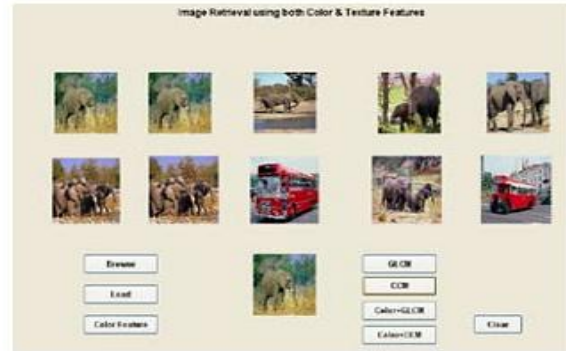 Image Retrieval using both Color & Texture Features
Browse
Load
Color Feature
GLCM
CCM
Color+GLCM
Color+CCM
Clear